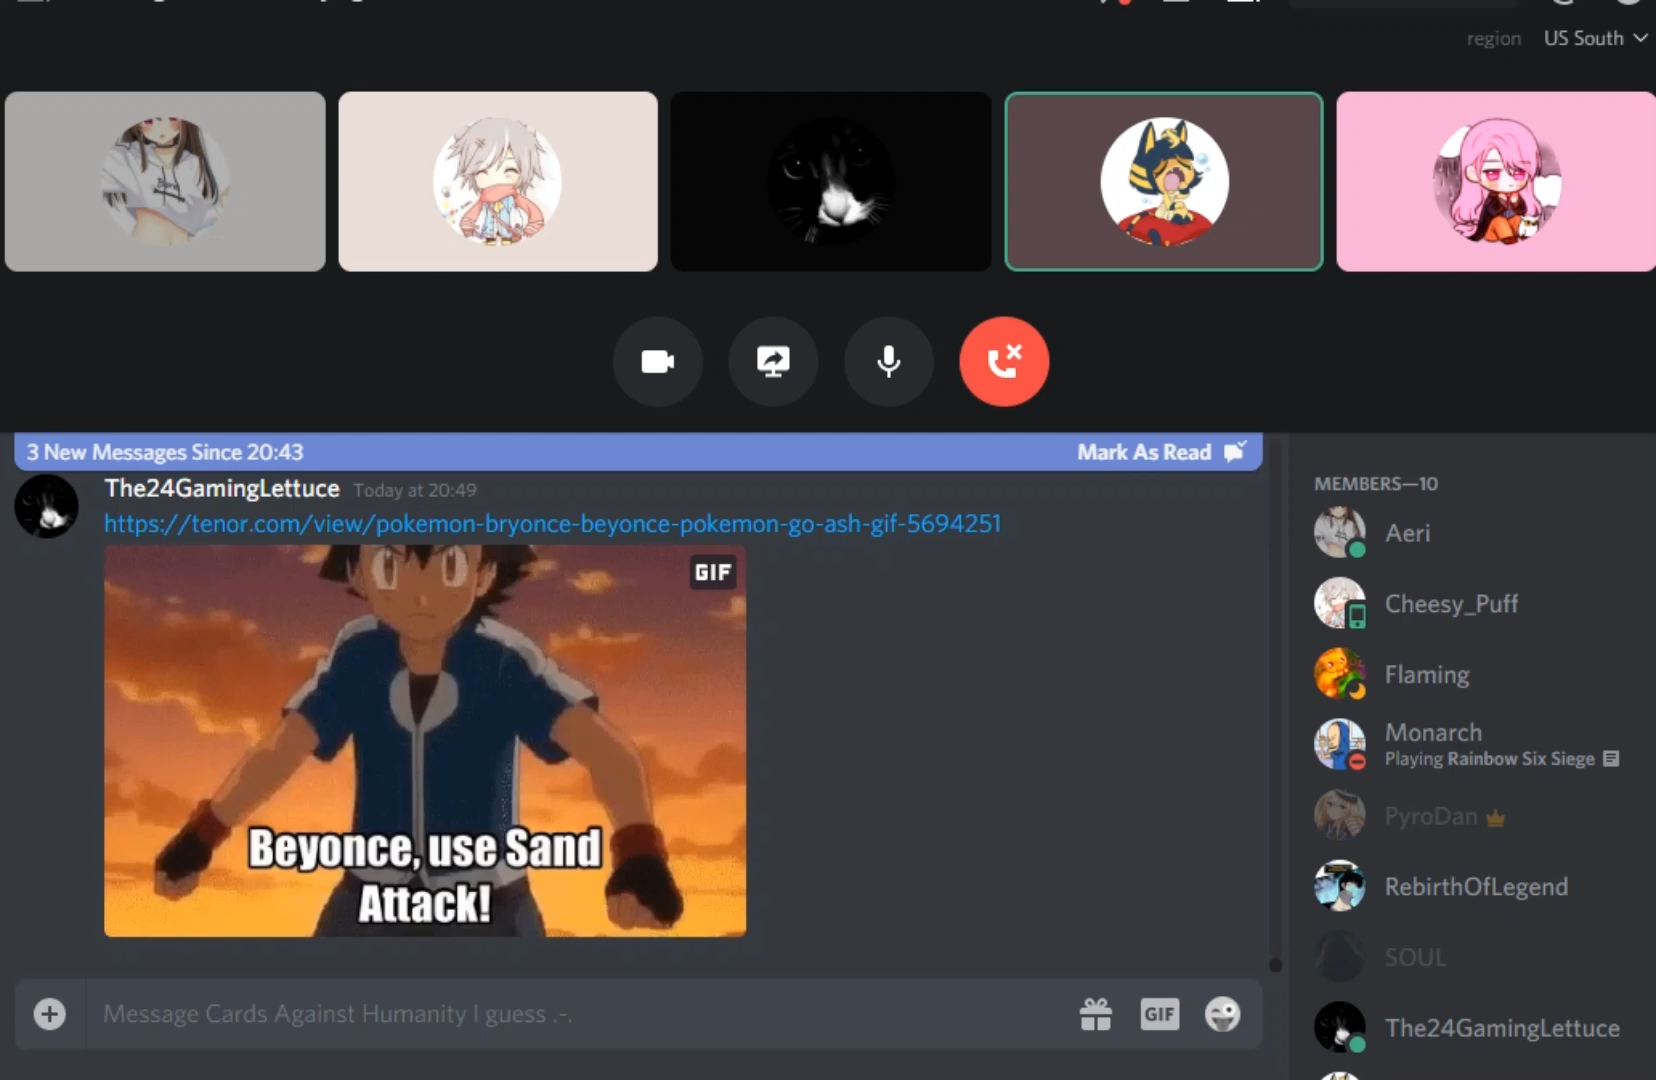 region US South
3 New Messages Since 20:43 Mark As Read
The24GamingLettuce Today at 20:49
https://tenor.com/view/pokemon-bryonce-beyonce-pokemon-go-ash-gif-5694251
GIF
Beyonce, use Sand
Attack!
Message Cards Against Humanity I guess .-.
GIF
MEMBERS—10
Aeri
Cheesy_Puff
Flaming
Monarch
Playing Rainbow Six Siege
PyroDan
RebirthOfLegend
SOUL
The24GamingLettuce